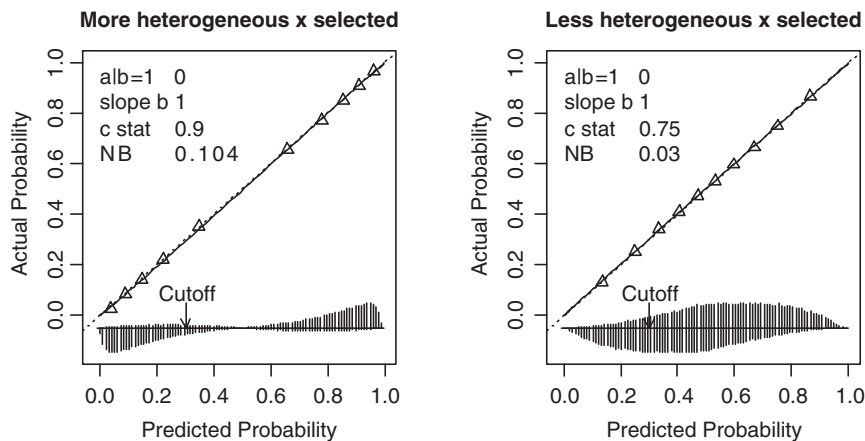 More heterogeneous x selected
a|b=1 0
slope b 1
c stat 0.9
NB 0.104
Cutoff
Actual Probability
0.0 0.2 0.4 0.6 0.8 1.0
0.0 0.2 0.4 0.6 0.8 1.0
Predicted Probability
Less heterogeneous x selected
a|b=1 0
slope b 1
c stat 0.75
NB 0.03
Cutoff
Actual Probability
0.0 0.2 0.4 0.6 0.8 1.0
0.0 0.2 0.4 0.6 0.8 1.0
Predicted Probability